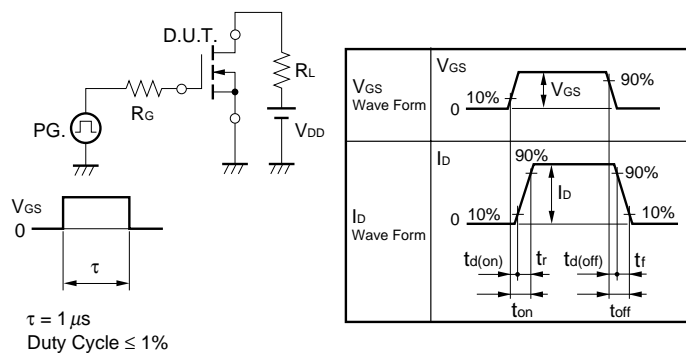 D.U.T.
RL
RG
PG.
VDD
VGS
0
τ
τ = 1 µs
Duty Cycle ≤ 1%
VGS
Wave Form
VGS
10%
0
VGS
90%
ID
Wave Form
ID
90%
90%
0
10%
ID
10%
td(on)
tr
td(off)
tf
ton
toff